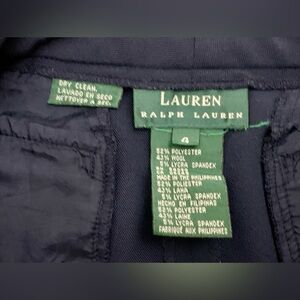 DRY CLEAN.
LAVADO EN SECO
NETTOYER A SEC.
LAUREN
RALPH LAUREN
4
52% POLYESTER
43% WOOL
5% LYCRA SPANDEX
MADE IN THE PHILIPPINES
52% POLYESTER
43% LANA
5% LYCRA SPANDEX
HECHO EN FILIPINAS
52% POLYESTER
43% LAINE
5% LYCRA SPANDEX
FABRIQUÉ AUX PHILIPPINES